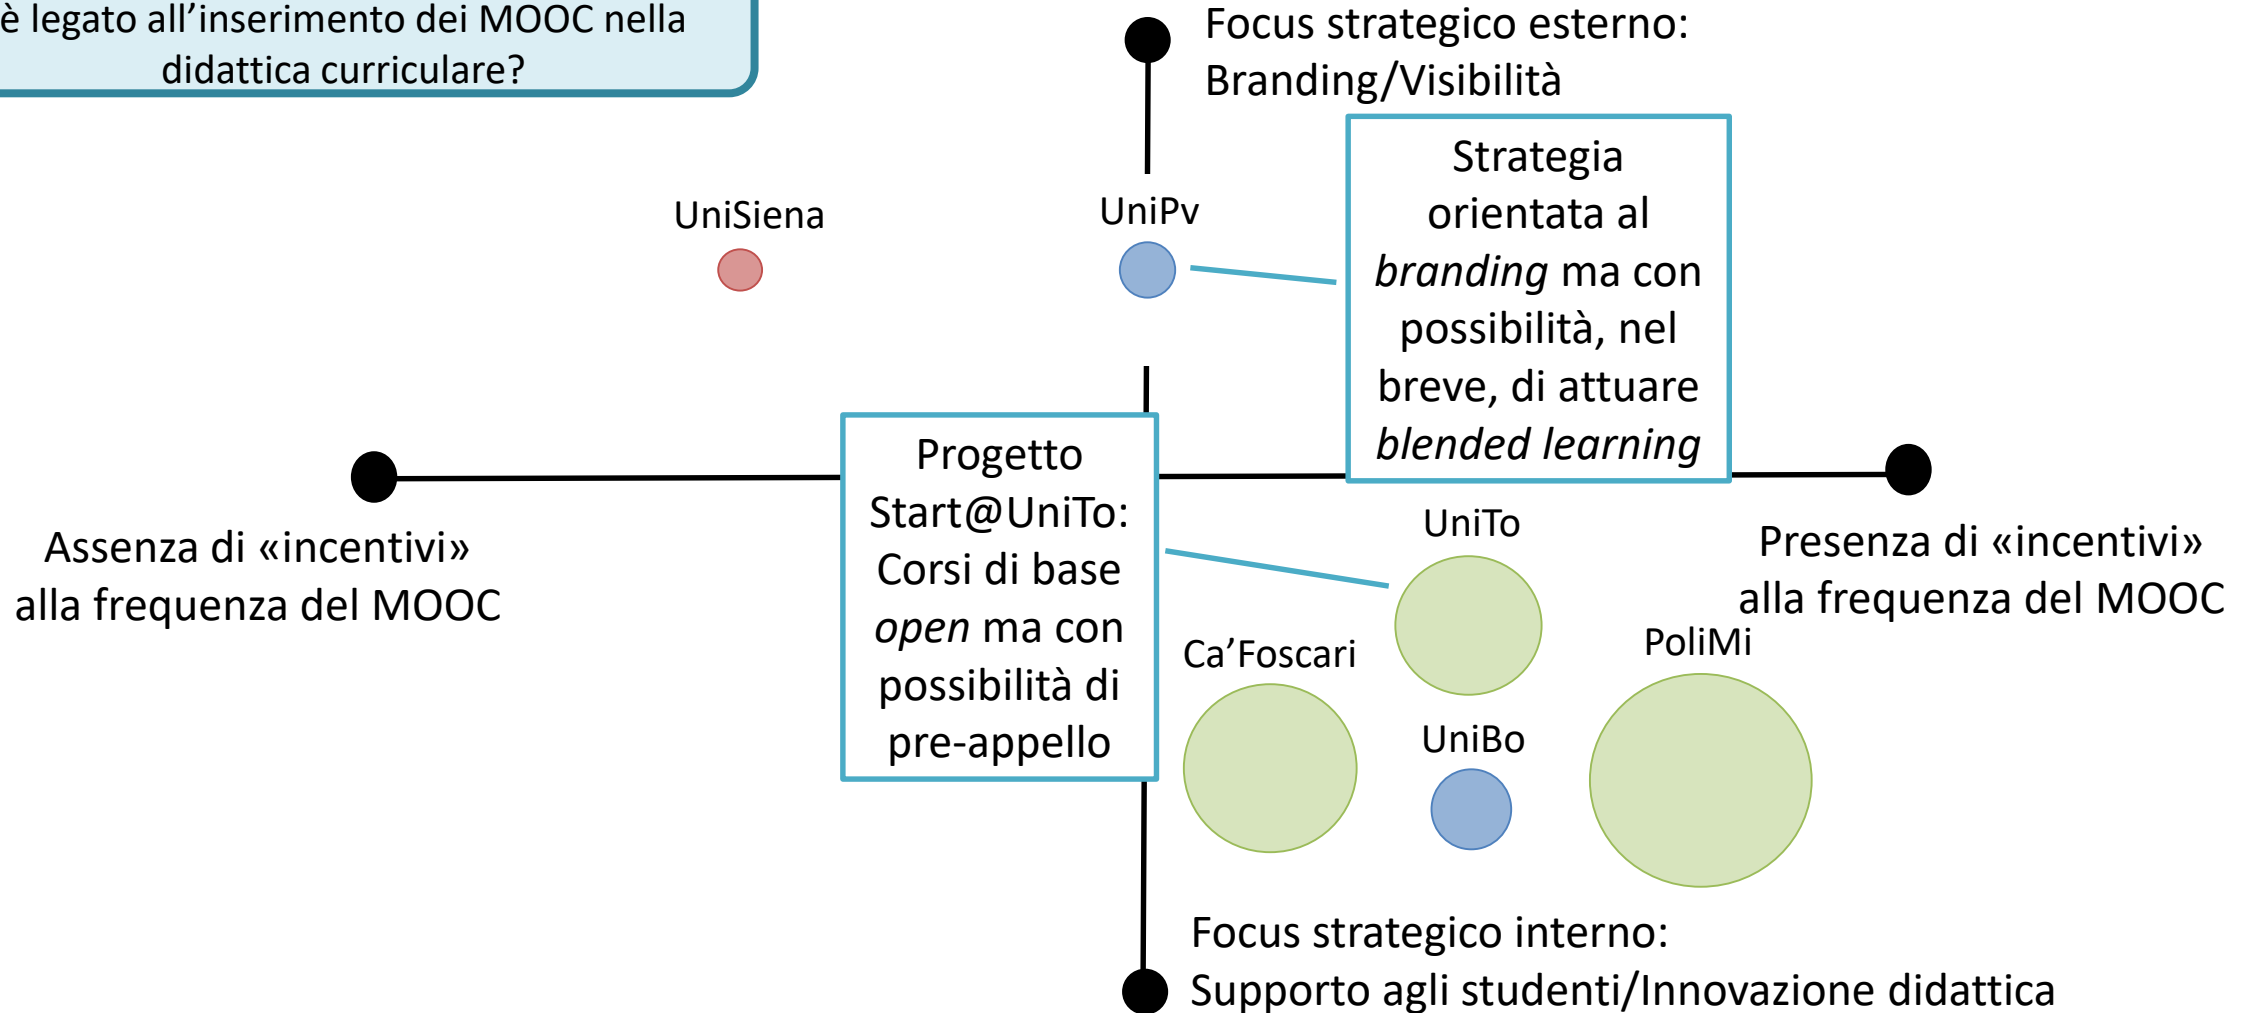 è legato all’inserimento dei MOOC nella
didattica curriculare?
Focus strategico esterno:
Branding/Visibilità
UniSiena
UniPv
Strategia
orientata al
branding ma con
possibilità, nel
breve, di attuare
blended learning
Assenza di «incentivi»
alla frequenza del MOOC
Progetto
Start@UniTo:
Corsi di base
open ma con
possibilità di
pre-appello
UniTo
Presenza di «incentivi»
alla frequenza del MOOC
Ca’Foscari
PoliMi
UniBo
Focus strategico interno:
Supporto agli studenti/Innovazione didattica